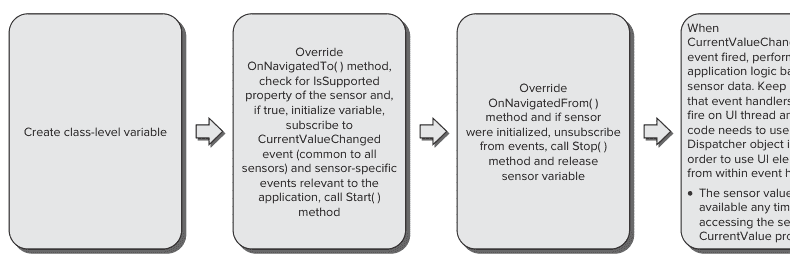 Create class-level variable
Override
OnNavigatedTo( ) method,
check for IsSupported
property of the sensor and,
if true, initialize variable,
subscribe to
CurrentValueChanged
event (common to all
sensors) and sensor-specific
events relevant to the
application, call Start( )
method
Override
OnNavigatedFrom( )
method and if sensor
were initialized, unsubscribe
from events, call Stop( )
method and release
sensor variable
When
event fired, perform
application logic
sensor data. Keep
that event handlers
fire on UI thread
code needs to use
Dispatcher object
order to use UI
from within event
• The sensor value
available any
accessing the
CurrentValue